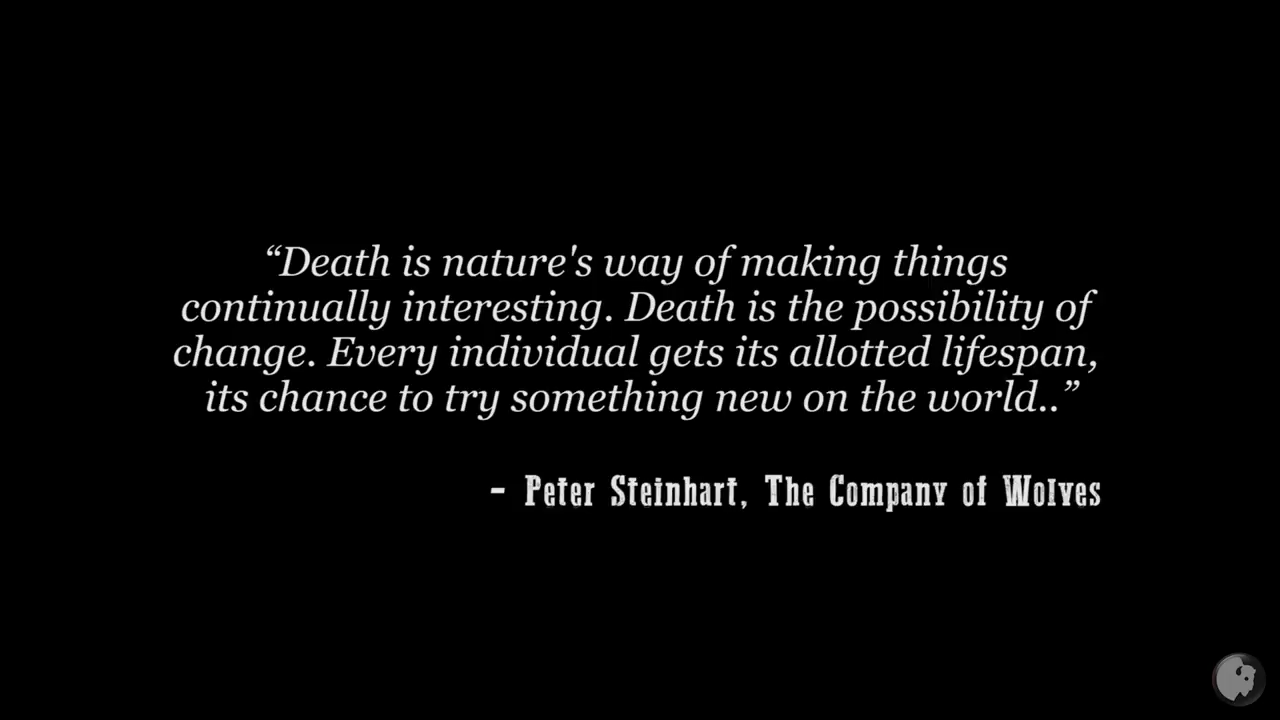 “Death is nature's way of making things
continually interesting. Death is the possibility of
change. Every individual gets its allotted lifespan,
its chance to try something new on the world..”
- Peter Steinhart, The Company of Wolves